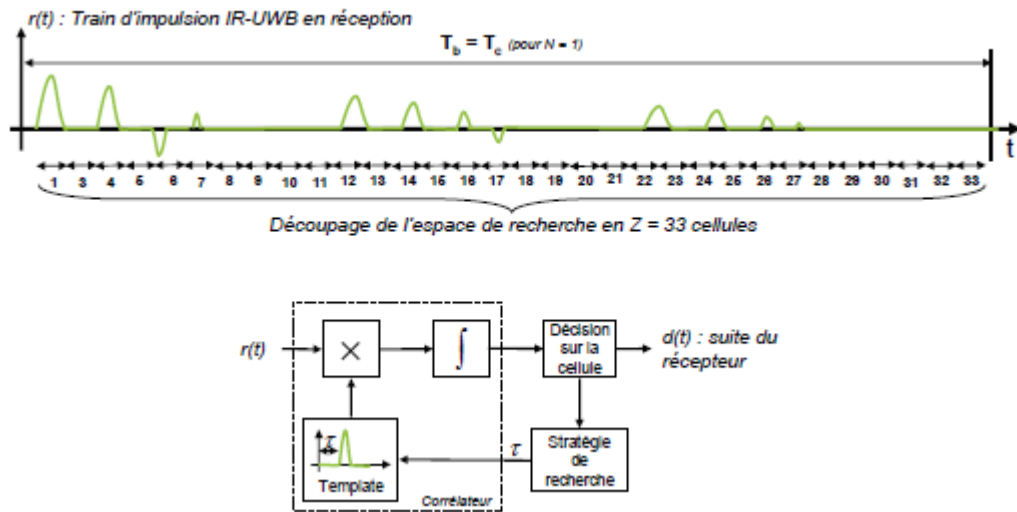 r(t) : Train d'impulsion IR-UWB en réception
T_b = T_c (pour N = 1)
t
1 3 4 5 6 7 8 9 10 11 12 13 14 15 16 17 18 19 20 21 22 23 24 25 26 27 28 29 30 31 32 33
Découpage de l'espace de recherche en Z = 33 cellules
r(t)
×
∫
Décision
sur la
cellule
d(t) : suite du
récepteur
τ
Template
Corrélateur
τ
Stratégie
de
recherche